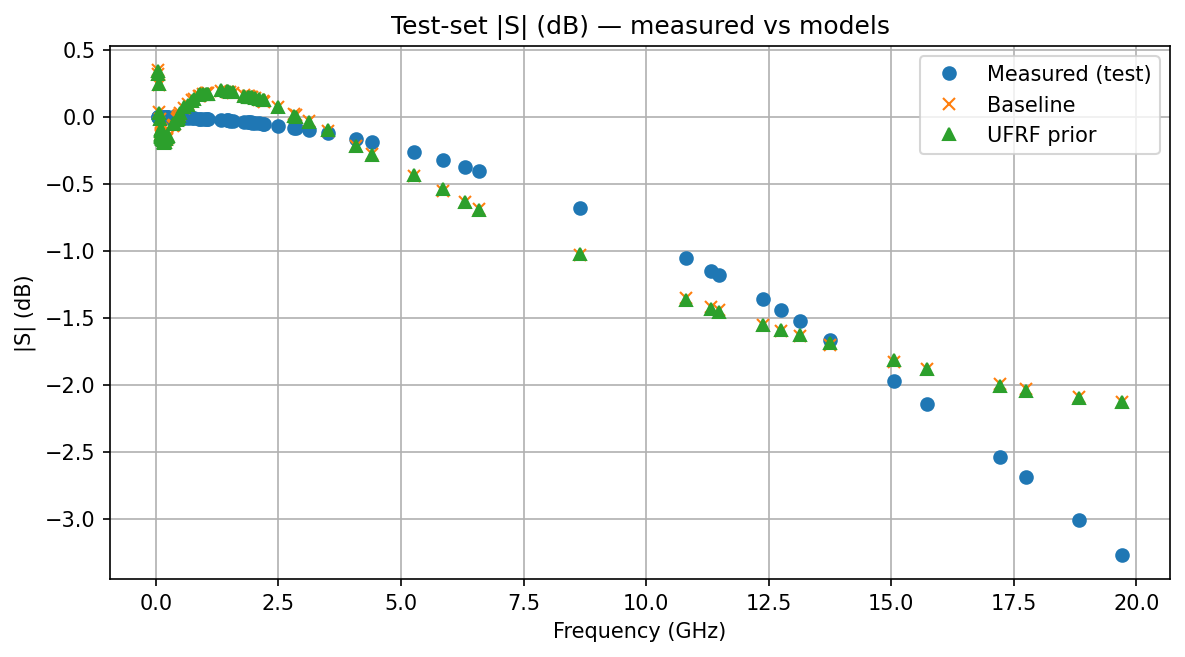 Test-set |S| (dB) — measured vs models
0.5
0.0
−0.5
−1.0
−1.5
−2.0
−2.5
−3.0
|S| (dB)
Measured (test)
Baseline
UFRF prior
0.0 2.5 5.0 7.5 10.0 12.5 15.0 17.5 20.0
Frequency (GHz)